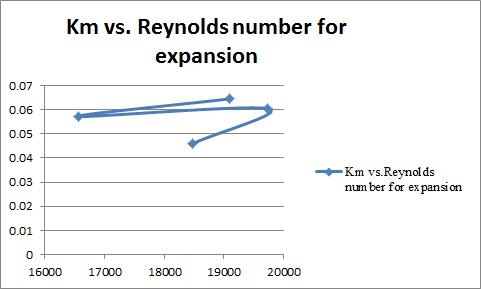 Km vs. Reynolds number for
expansion
0.07
0.06
0.05
0.04
0.03
0.02
0.01
0
16000 17000 18000 19000 20000
Km vs.Reynolds
number for expansion